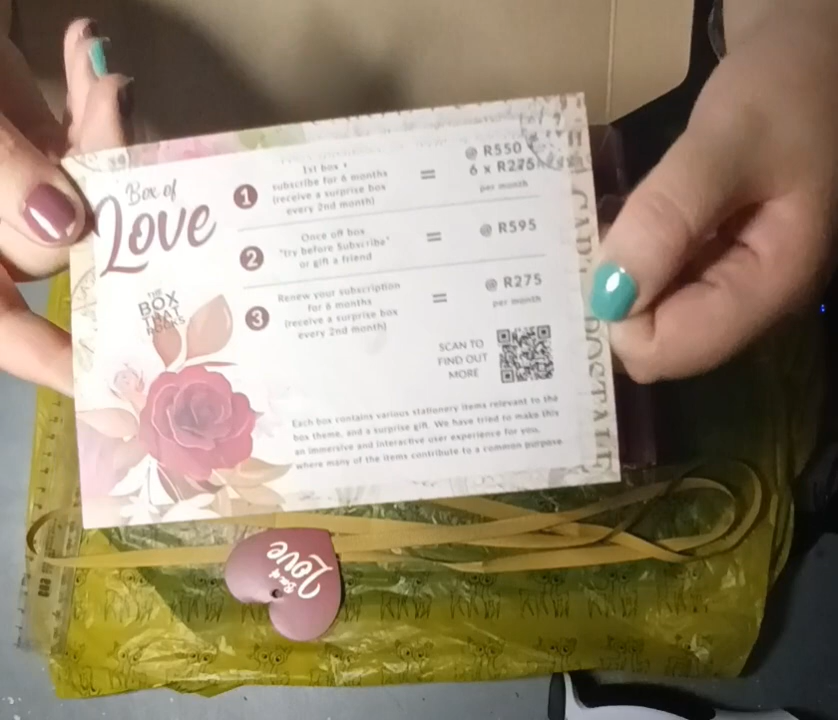 Box of
Love
THE
BOX
THAT
ROCKS
1
1st box +
subscribe for 6 months
(receive a surprise box
every 2nd month)
=
@ R550
6 x R275
per month
2
Once off box
"try before Subscribe"
or gift a friend
=
@ R595
3
Renew your subscription
for 6 months
(receive a surprise box
every 2nd month)
=
@ R275
per month
SCAN TO
FIND OUT
MORE
Each box contains various stationery items relevant to the
box theme, and a surprise gift. We have tried to make this
an immersive and interactive user experience for you,
where many of the items contribute to a common purpose
POSTALE
Box of
Love